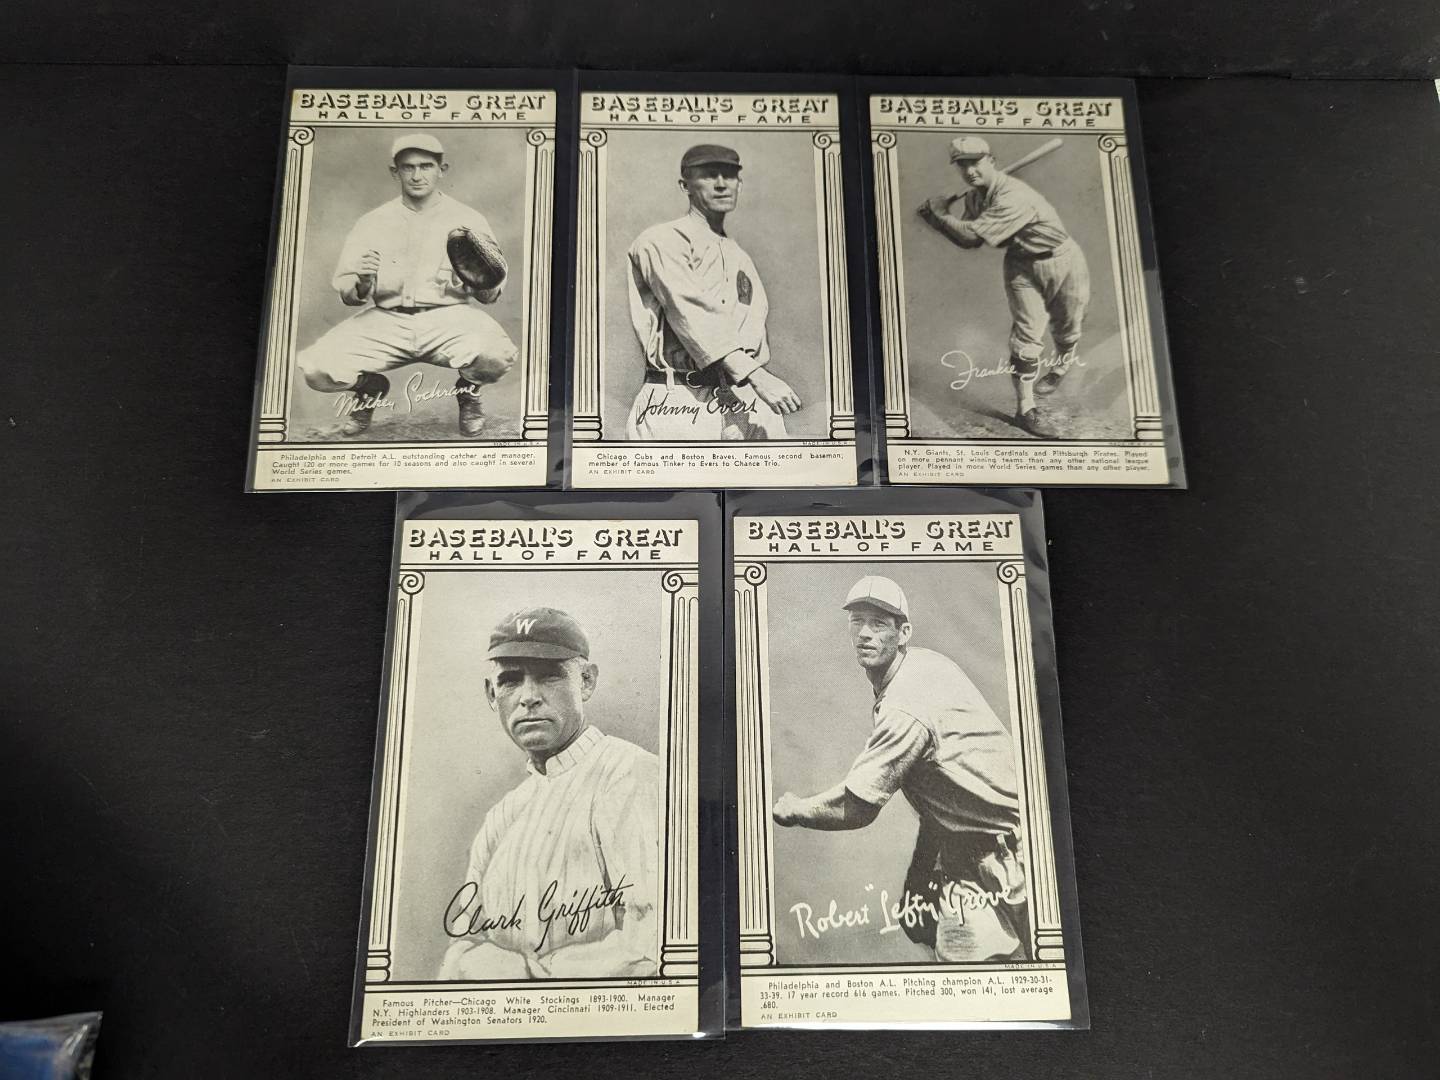 BASEBALL'S GREAT
HALL OF FAME
Mickey Cochrane
MADE IN U.S.A.
Philadelphia and Detroit A.L. outstanding catcher and manager.
Caught 120 or more games for 10 seasons and also caught in several
World Series games.
AN EXHIBIT CARD
BASEBALL'S GREAT
HALL OF FAME
Johnny Evers
MADE IN U.S.A.
Chicago Cubs and Boston Braves. Famous second baseman;
member of famous Tinker to Evers to Chance Trio.
AN EXHIBIT CARD
BASEBALL'S GREAT
HALL OF FAME
Frankie Frisch
MADE IN U.S.A.
N.Y. Giants, St. Louis Cardinals and Pittsburgh Pirates. Played
on more pennant winning teams than any other national league
player. Played in more World Series games than any other player.
AN EXHIBIT CARD
BASEBALL'S GREAT
HALL OF FAME
W
Clark Griffith
MADE IN U.S.A.
Famous Pitcher—Chicago White Stockings 1893-1900. Manager
N.Y. Highlanders 1903-1908. Manager Cincinnati 1909-1911. Elected
President of Washington Senators 1920.
AN EXHIBIT CARD
BASEBALL'S GREAT
HALL OF FAME
Robert "Lefty" Grove
MADE IN U.S.A.
Philadelphia and Boston A.L. Pitching champion A.L. 1929-30-31-
33-39. 17 year record 616 games. Pitched 300, won 141, lost average
.680.
AN EXHIBIT CARD